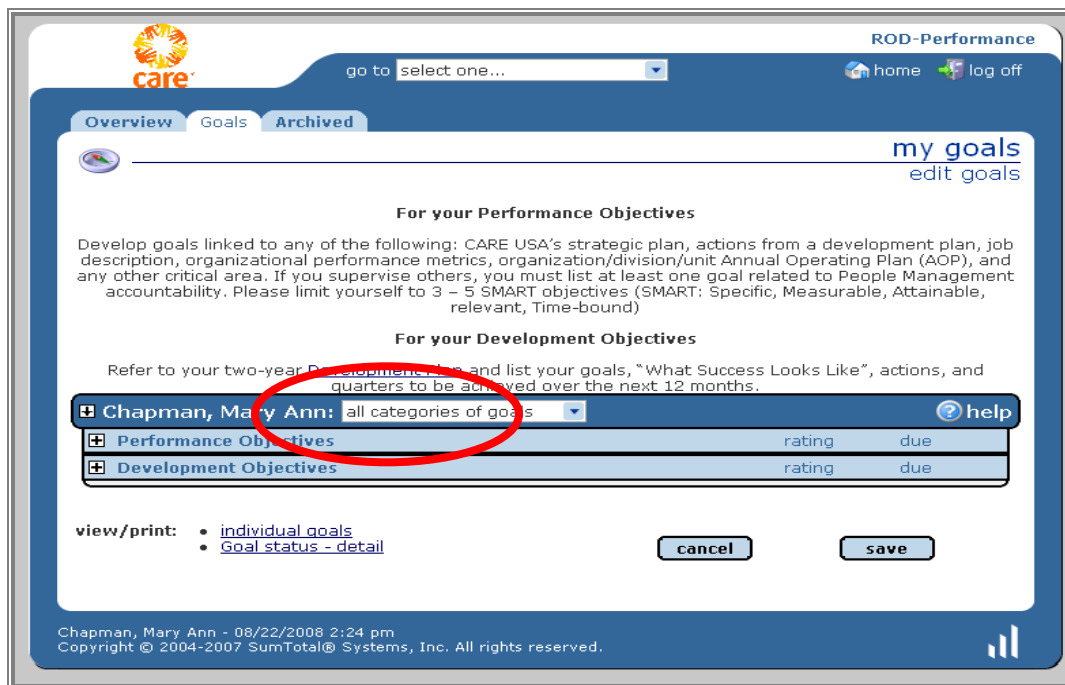 ROD-Performance
care
go to select one...
home log off
Overview Goals Archived
my goals
edit goals
For your Performance Objectives
Develop goals linked to any of the following: CARE USA's strategic plan, actions from a development plan, job
description, organizational performance metrics, organization/division/unit Annual Operating Plan (AOP), and
any other critical area. If you supervise others, you must list at least one goal related to People Management
accountability. Please limit yourself to 3 – 5 SMART objectives (SMART: Specific, Measurable, Attainable,
relevant, Time-bound)
For your Development Objectives
Refer to your two-year Development Plan and list your goals, "What Success Looks Like", actions, and
quarters to be achieved over the next 12 months.
Chapman, Mary Ann: all categories of goals help
Performance Objectives rating due
Development Objectives rating due
view/print: • individual goals
• Goal status - detail
cancel save
Chapman, Mary Ann - 08/22/2008 2:24 pm
Copyright © 2004-2007 SumTotal® Systems, Inc. All rights reserved.